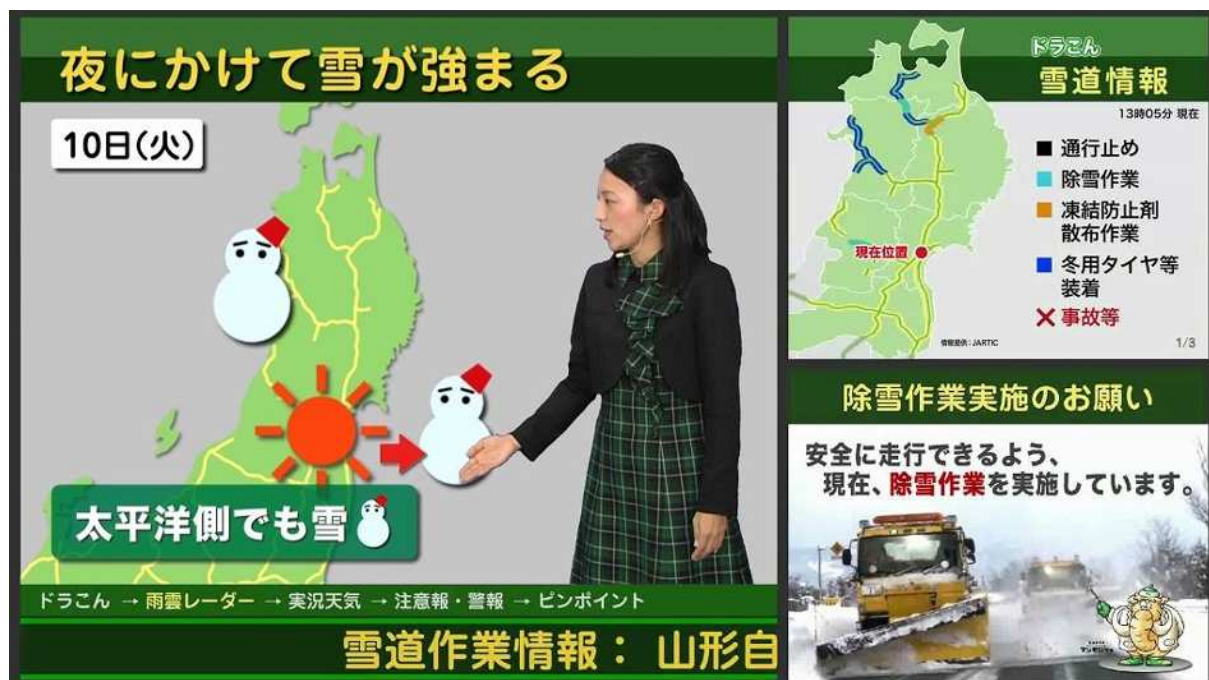 夜にかけて雪が強まる
10日(火)
太平洋側でも雪
ドラこん → 雨雲レーダー → 実況天気 → 注意報・警報 → ピンポイント
雪道作業情報： 山形自
ドラこん
雪道情報
13時05分 現在
通行止め
除雪作業
凍結防止剤
散布作業
冬用タイヤ等
装着
事故等
現在位置
情報提供：JARTIC
1/3
除雪作業実施のお願い
安全に走行できるよう、
現在、除雪作業を実施しています。